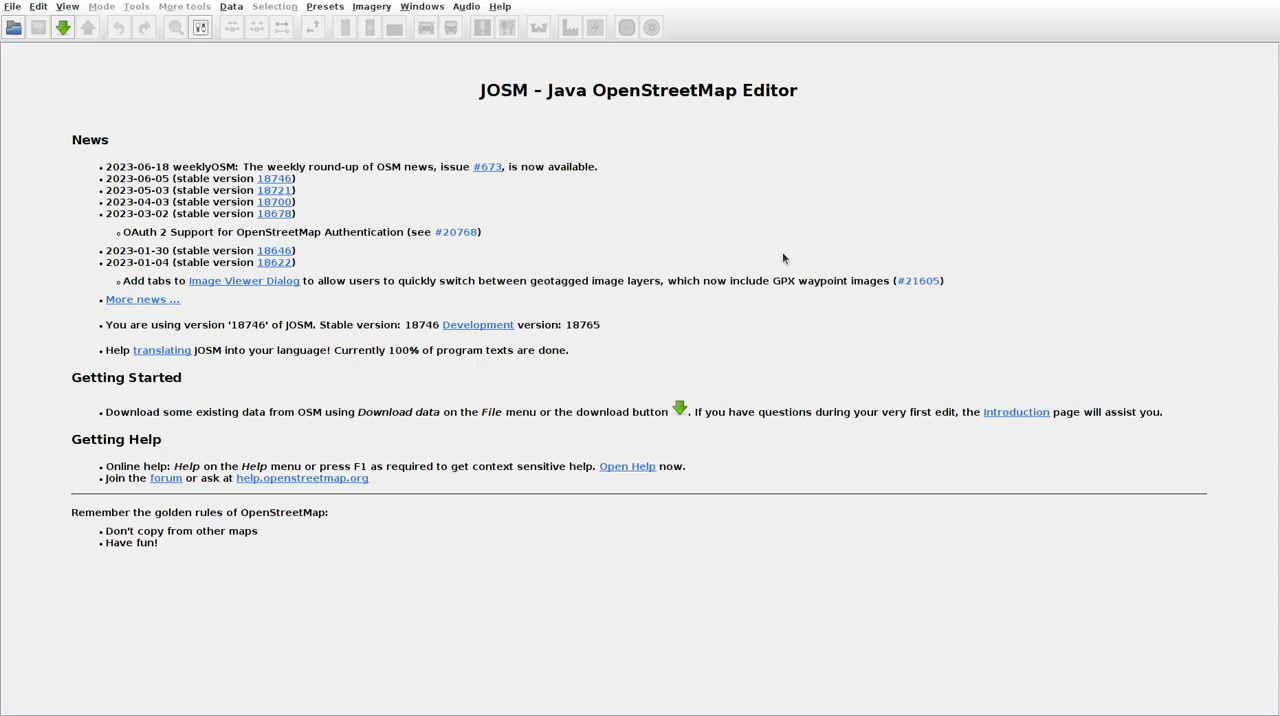 File Edit View Mode Tools More tools Data Selection Presets Imagery Windows Audio Help
JOSM – Java OpenStreetMap Editor
News
• 2023-06-18 weeklyOSM: The weekly round-up of OSM news, issue #673, is now available.
• 2023-06-05 (stable version 18746)
• 2023-05-03 (stable version 18721)
• 2023-04-03 (stable version 18700)
• 2023-03-02 (stable version 18678)
◦ OAuth 2 Support for OpenStreetMap Authentication (see #20768)
• 2023-01-30 (stable version 18646)
• 2023-01-04 (stable version 18622)
◦ Add tabs to Image Viewer Dialog to allow users to quickly switch between geotagged image layers, which now include GPX waypoint images (#21605)
• More news ...
• You are using version '18746' of JOSM. Stable version: 18746 Development version: 18765
• Help translating JOSM into your language! Currently 100% of program texts are done.
Getting Started
• Download some existing data from OSM using Download data on the File menu or the download button . If you have questions during your very first edit, the Introduction page will assist you.
Getting Help
• Online help: Help on the Help menu or press F1 as required to get context sensitive help. Open Help now.
• Join the forum or ask at help.openstreetmap.org
Remember the golden rules of OpenStreetMap:
• Don't copy from other maps
• Have fun!